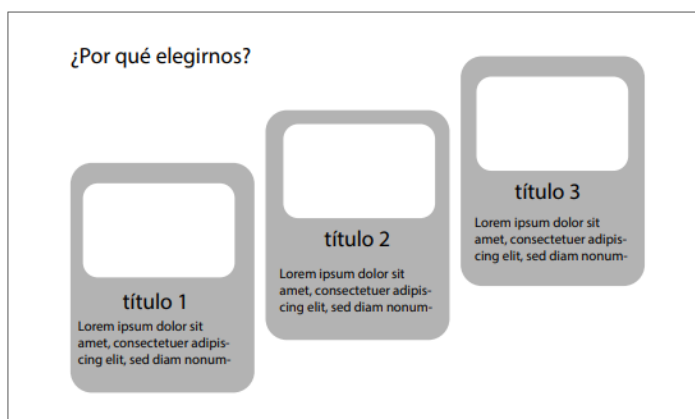 ¿Por qué elegirnos?
título 1
Lorem ipsum dolor sit
amet, consectetuer adipis-
cing elit, sed diam nonum-
título 2
Lorem ipsum dolor sit
amet, consectetuer adipis-
cing elit, sed diam nonum-
título 3
Lorem ipsum dolor sit
amet, consectetuer adipis-
cing elit, sed diam nonum-